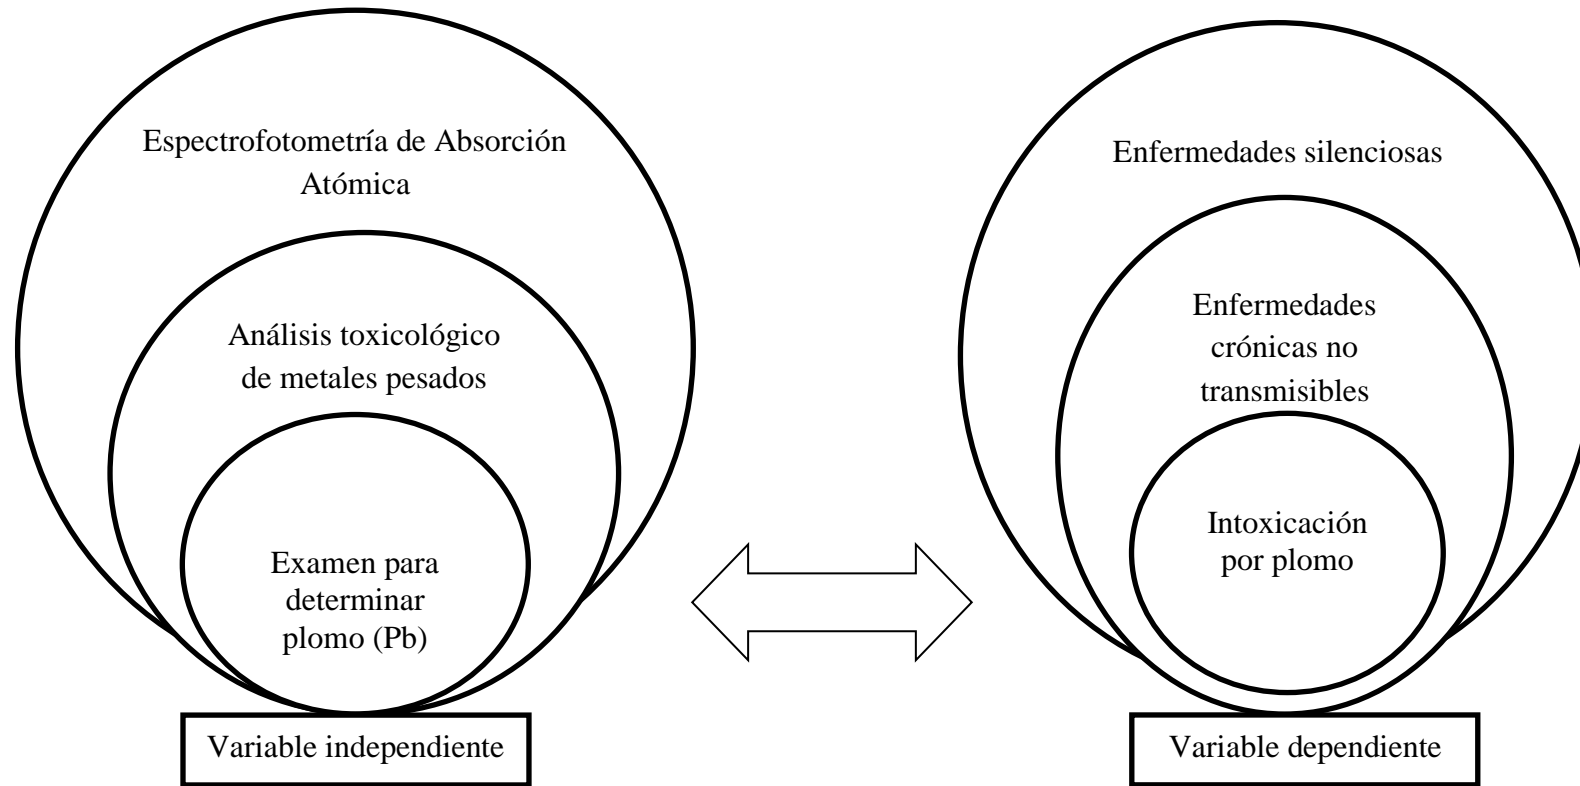 Espectrofotometría de Absorción
Atómica
Análisis toxicológico
de metales pesados
Examen para
determinar
plomo (Pb)
Variable independiente
Enfermedades silenciosas
Enfermedades
crónicas no
transmisibles
Intoxicación
por plomo
Variable dependiente